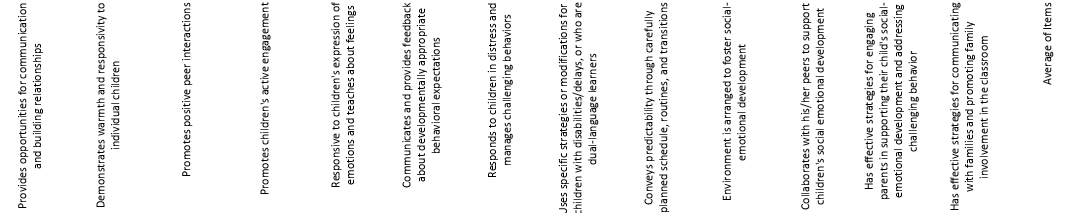 Provides opportunities for communication
and building relationships
Demonstrates warmth and responsivity to
individual children
Promotes positive peer interactions
Promotes children's active engagement
Responsive to children's expression of
emotions and teaches about feelings
Communicates and provides feedback
about developmentally appropriate
behavioral expectations
Responds to children in distress and
manages challenging behaviors
Uses specific strategies or modifications for
children with disabilities/delays, or who are
dual-language learners
Conveys predictability through carefully
planned schedule, routines, and transitions
Environment is arranged to foster social-
emotional development
Collaborates with his/her peers to support
children's social emotional development
Has effective strategies for engaging
parents in supporting their child's social-
emotional development and addressing
challenging behavior
Has effective strategies for communicating
with families and promoting family
involvement in the classroom
Average of Items